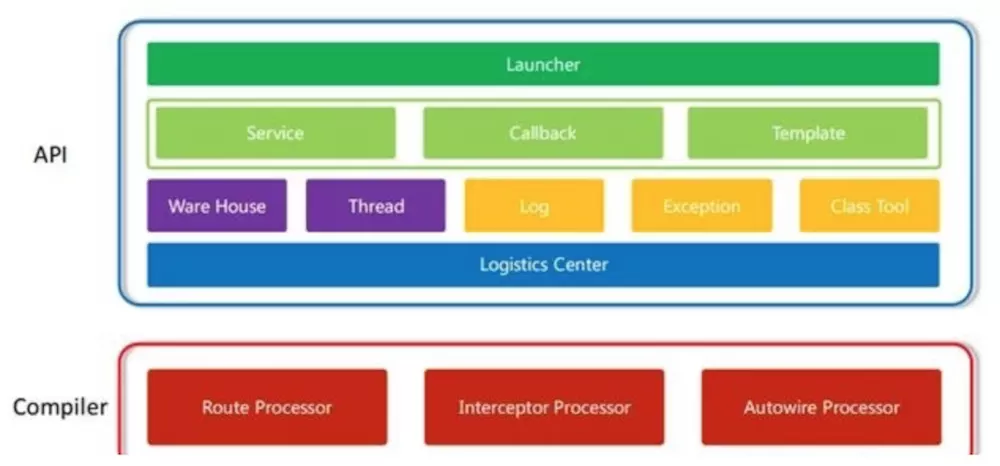 Launcher
API
Service Callback Template
Ware House Thread Log Exception Class Tool
Logistics Center
Compiler
Route Processor Interceptor Processor Autowire Processor